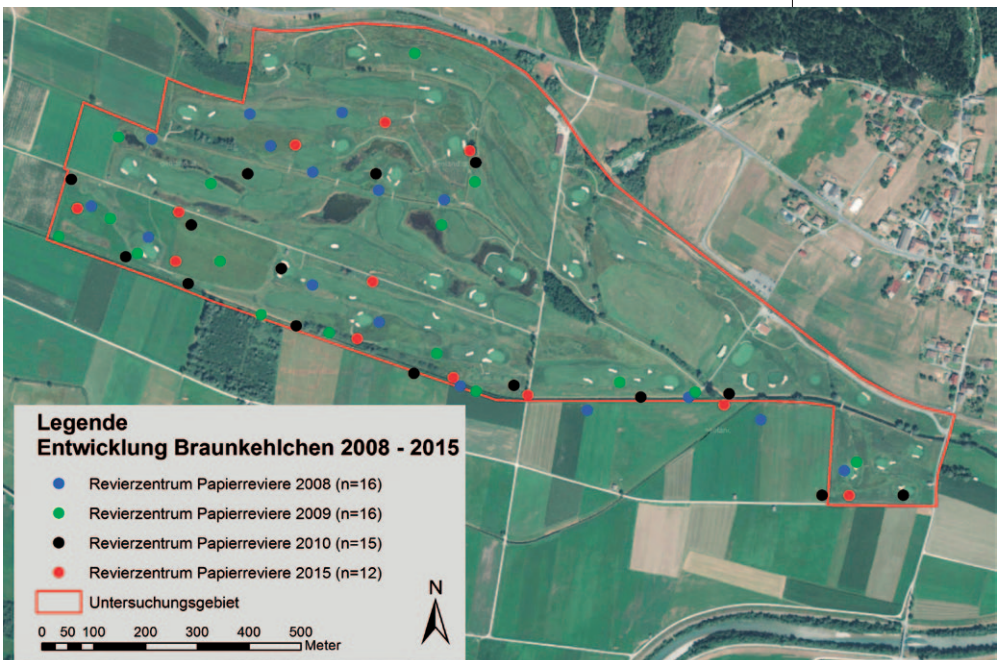 Legende
Entwicklung Braunkehlchen 2008 - 2015
Revierzentrum Papierreviere 2008 (n=16)
Revierzentrum Papierreviere 2009 (n=16)
Revierzentrum Papierreviere 2010 (n=15)
Revierzentrum Papierreviere 2015 (n=12)
Untersuchungsgebiet
N
0 50 100 200 300 400 500
Meter